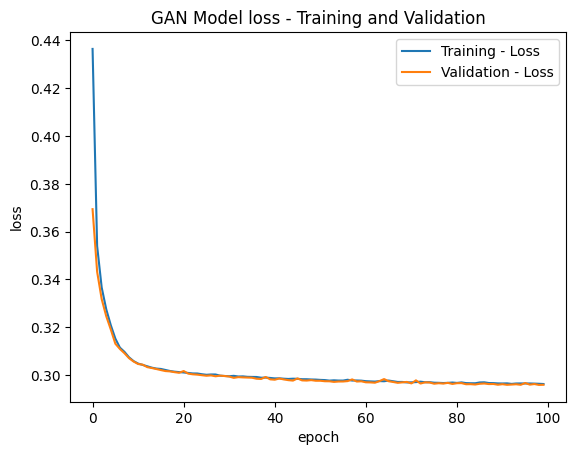 GAN Model loss - Training and Validation
Training - Loss
Validation - Loss
0.44
0.42
0.40
0.38
0.36
0.34
0.32
0.30
loss
0 20 40 60 80 100
epoch